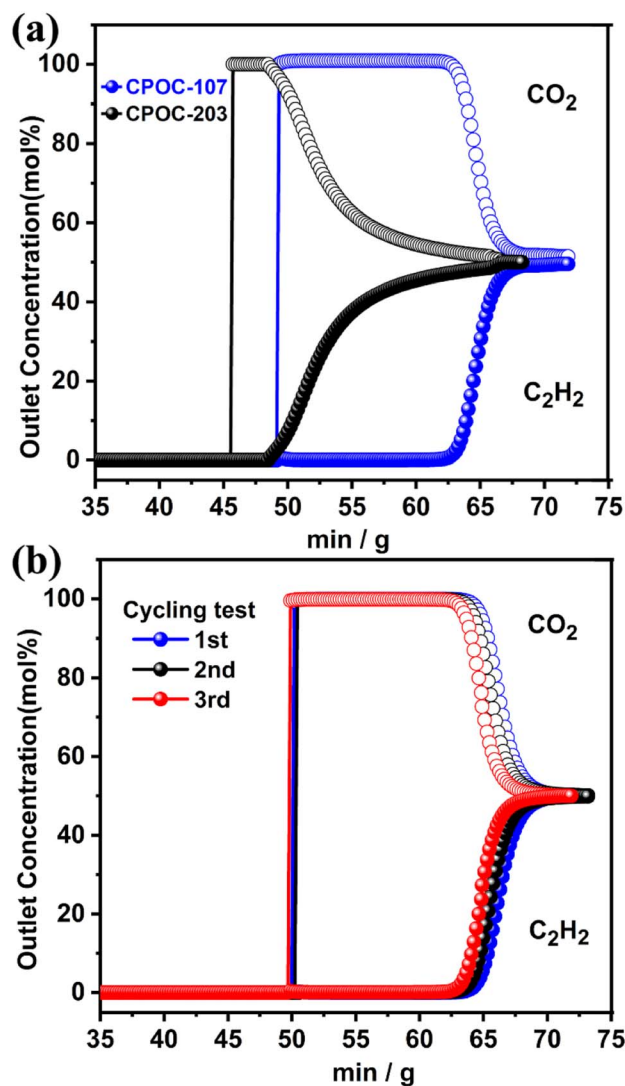 (a)
100
80
60
40
20
0
Outlet Concentration(mol%)
CPOC-107
CPOC-203
CO2
C2H2
35 40 45 50 55 60 65 70 75
min / g
(b)
100
80
60
40
20
0
Outlet Concentration(mol%)
Cycling test
1st
2nd
3rd
CO2
C2H2
35 40 45 50 55 60 65 70 75
min / g